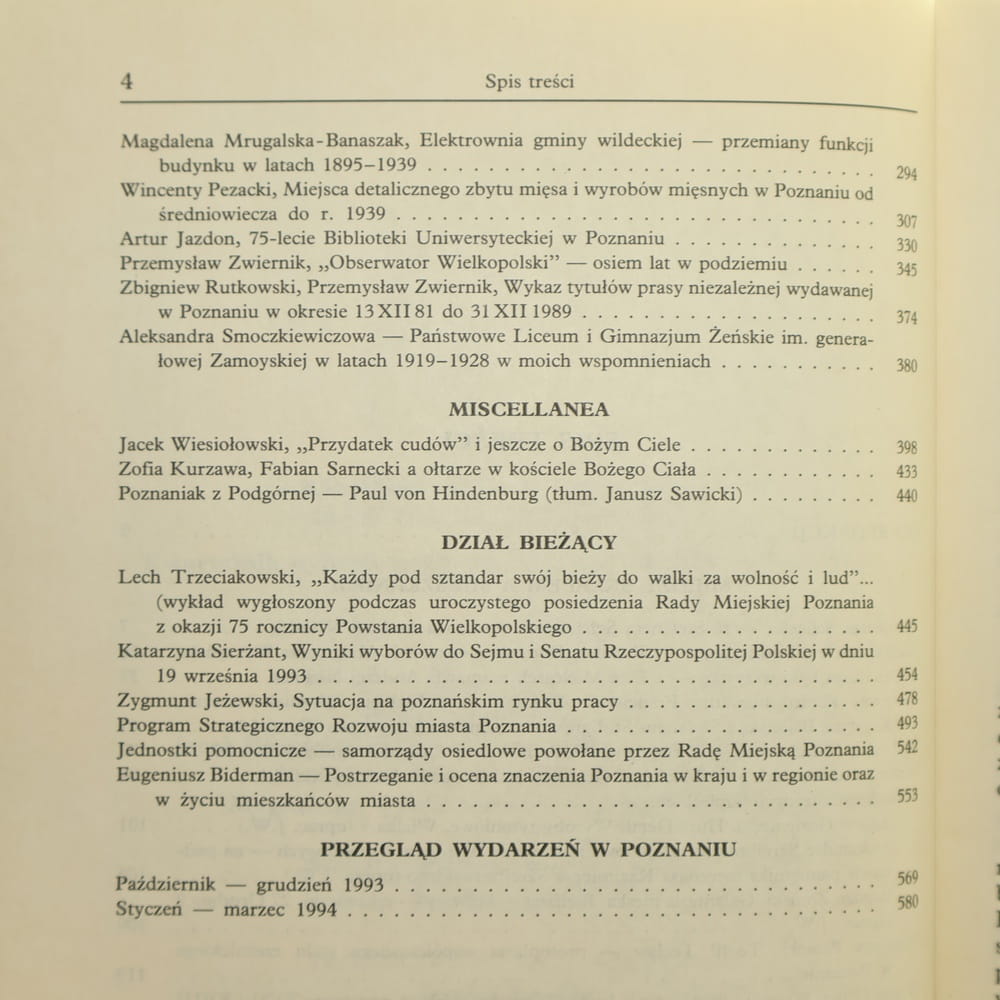 4
Spis treści
Magdalena Mrugalska-Banaszak, Elektrownia gminy wildeckiej — przemiany funkcji
budynku w latach 1895–1939 . . . . . . . . . . . . . . . . . . . . . . . . . . . . . . 294
Wincenty Pezacki, Miejsca detalicznego zbytu mięsa i wyrobów mięsnych w Poznaniu od
średniowiecza do r. 1939 . . . . . . . . . . . . . . . . . . . . . . . . . . . . . . . . 307
Artur Jazdon, 75-lecie Biblioteki Uniwersyteckiej w Poznaniu . . . . . . . . . . . . . 330
Przemysław Zwiernik, „Obserwator Wielkopolski” — osiem lat w podziemiu . . . . . . 345
Zbigniew Rutkowski, Przemysław Zwiernik, Wykaz tytułów prasy niezależnej wydawanej
w Poznaniu w okresie 13 XII 81 do 31 XII 1989 . . . . . . . . . . . . . . . . . . . . 374
Aleksandra Smoczkiewiczowa — Państwowe Liceum i Gimnazjum Żeńskie im. genera-
łowej Zamoyskiej w latach 1919–1928 w moich wspomnieniach . . . . . . . . . . . 380
MISCELLANEA
Jacek Wiesiołowski, „Przydatek cudów” i jeszcze o Bożym Ciele . . . . . . . . . . . . 398
Zofia Kurzawa, Fabian Sarnecki a ołtarze w kościele Bożego Ciała . . . . . . . . . . . 433
Poznaniak z Podgórnej — Paul von Hindenburg (tłum. Janusz Sawicki) . . . . . . . . . 440
DZIAŁ BIEŻĄCY
Lech Trzeciakowski, „Każdy pod sztandar swój bieży do walki za wolność i lud”...
(wykład wygłoszony podczas uroczystego posiedzenia Rady Miejskiej Poznania
z okazji 75 rocznicy Powstania Wielkopolskiego . . . . . . . . . . . . . . . . . . . . 445
Katarzyna Sierżant, Wyniki wyborów do Sejmu i Senatu Rzeczypospolitej Polskiej w dniu
19 września 1993 . . . . . . . . . . . . . . . . . . . . . . . . . . . . . . . . . . . . . 454
Zygmunt Jeżewski, Sytuacja na poznańskim rynku pracy . . . . . . . . . . . . . . . . . 478
Program Strategicznego Rozwoju miasta Poznania . . . . . . . . . . . . . . . . . . . . . 493
Jednostki pomocnicze — samorządy osiedlowe powołane przez Radę Miejską Poznania 542
Eugeniusz Biderman — Postrzeganie i ocena znaczenia Poznania w kraju i w regionie oraz
w życiu mieszkańców miasta . . . . . . . . . . . . . . . . . . . . . . . . . . . . . . 553
PRZEGLĄD WYDARZEŃ W POZNANIU
Październik — grudzień 1993 . . . . . . . . . . . . . . . . . . . . . . . . . . . . . . . . 569
Styczeń — marzec 1994 . . . . . . . . . . . . . . . . . . . . . . . . . . . . . . . . . . . 580